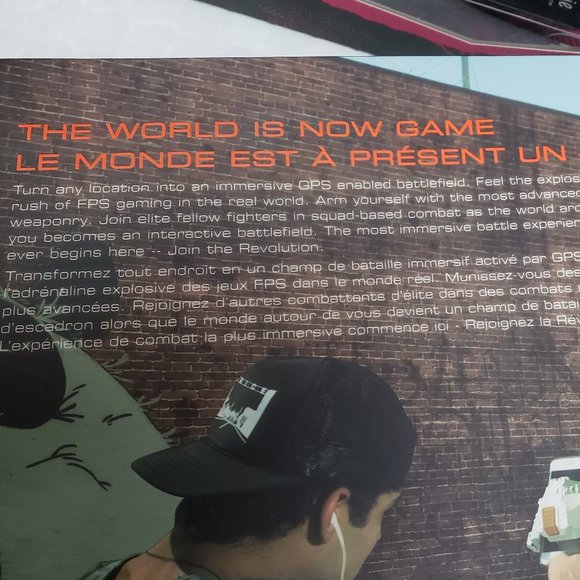 THE WORLD IS NOW GAME
LE MONDE EST À PRÉSENT UN
Turn any location into an immersive GPS enabled battlefield. Feel the explos
rush of FPS gaming in the real world. Arm yourself with the most advanced
weaponry. Join elite fellow fighters in squad-based combat as the world aro
you becomes an interactive battlefield. The most immersive battle experien
ever begins here - Join the Revolution.
Transformez tout endroit en un champ de bataille immersif activé par GPS
l'adrénaline explosive des jeux FPS dans le monde réel. Munissez-vous des
plus avancées. Rejoignez d'autres combattants d'élite dans des combats
d'escadron alors que le monde autour de vous devient un champ de batai
L'expérience de combat la plus immersive commence ici - Rejoignez la Rév